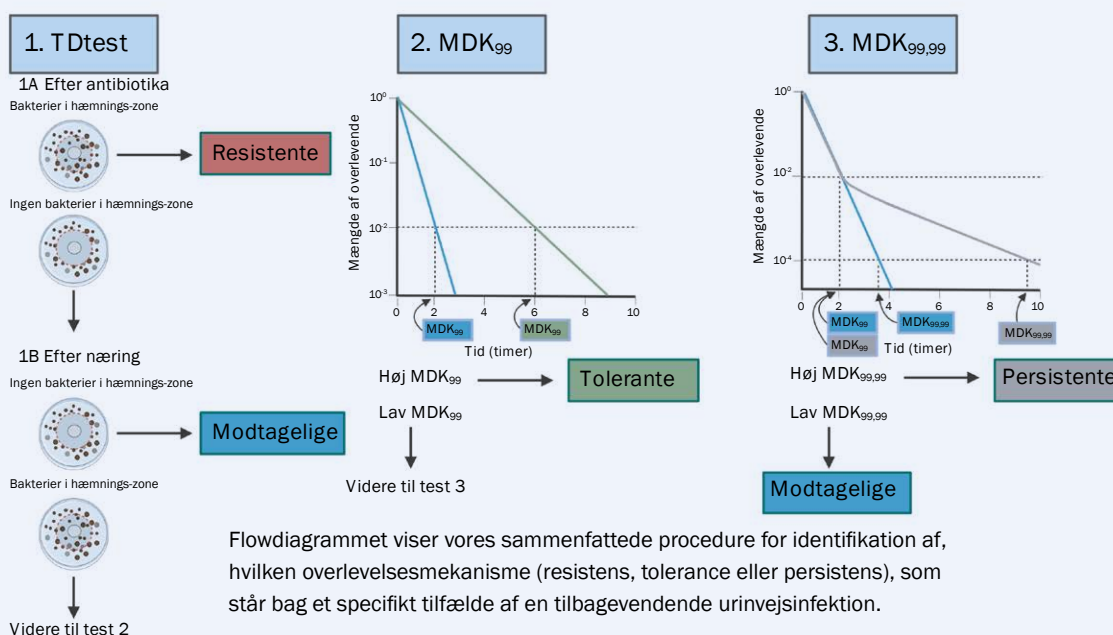 1. TDtest
1A Efter antibiotika
Bakterier i hæmnings-zone
Resistente
Ingen bakterier i hæmnings-zone
1B Efter næring
Ingen bakterier i hæmnings-zone
Modtagelige
Bakterier i hæmnings-zone
Videre til test 2
2. MDK99
Mængde af overlevende
10^0
10^-1
10^-2
10^-3
0 2 4 6 8 10
MDK99
MDK99
Tid (timer)
Høj MDK99
Tolerante
Lav MDK99
Videre til test 3
3. MDK99,99
Mængde af overlevende
10^0
10^-2
10^-4
0 2 4 6 8 10
MDK99
MDK99
MDK99,99
MDK99,99
Tid (timer)
Høj MDK99,99
Persistente
Lav MDK99,99
Modtagelige
Flowdiagrammet viser vores sammenfattede procedure for identifikation af,
hvilken overlevelsesmekanisme (resistens, tolerance eller persistens), som
står bag et specifikt tilfælde af en tilbagevendende urinvejsinfektion.